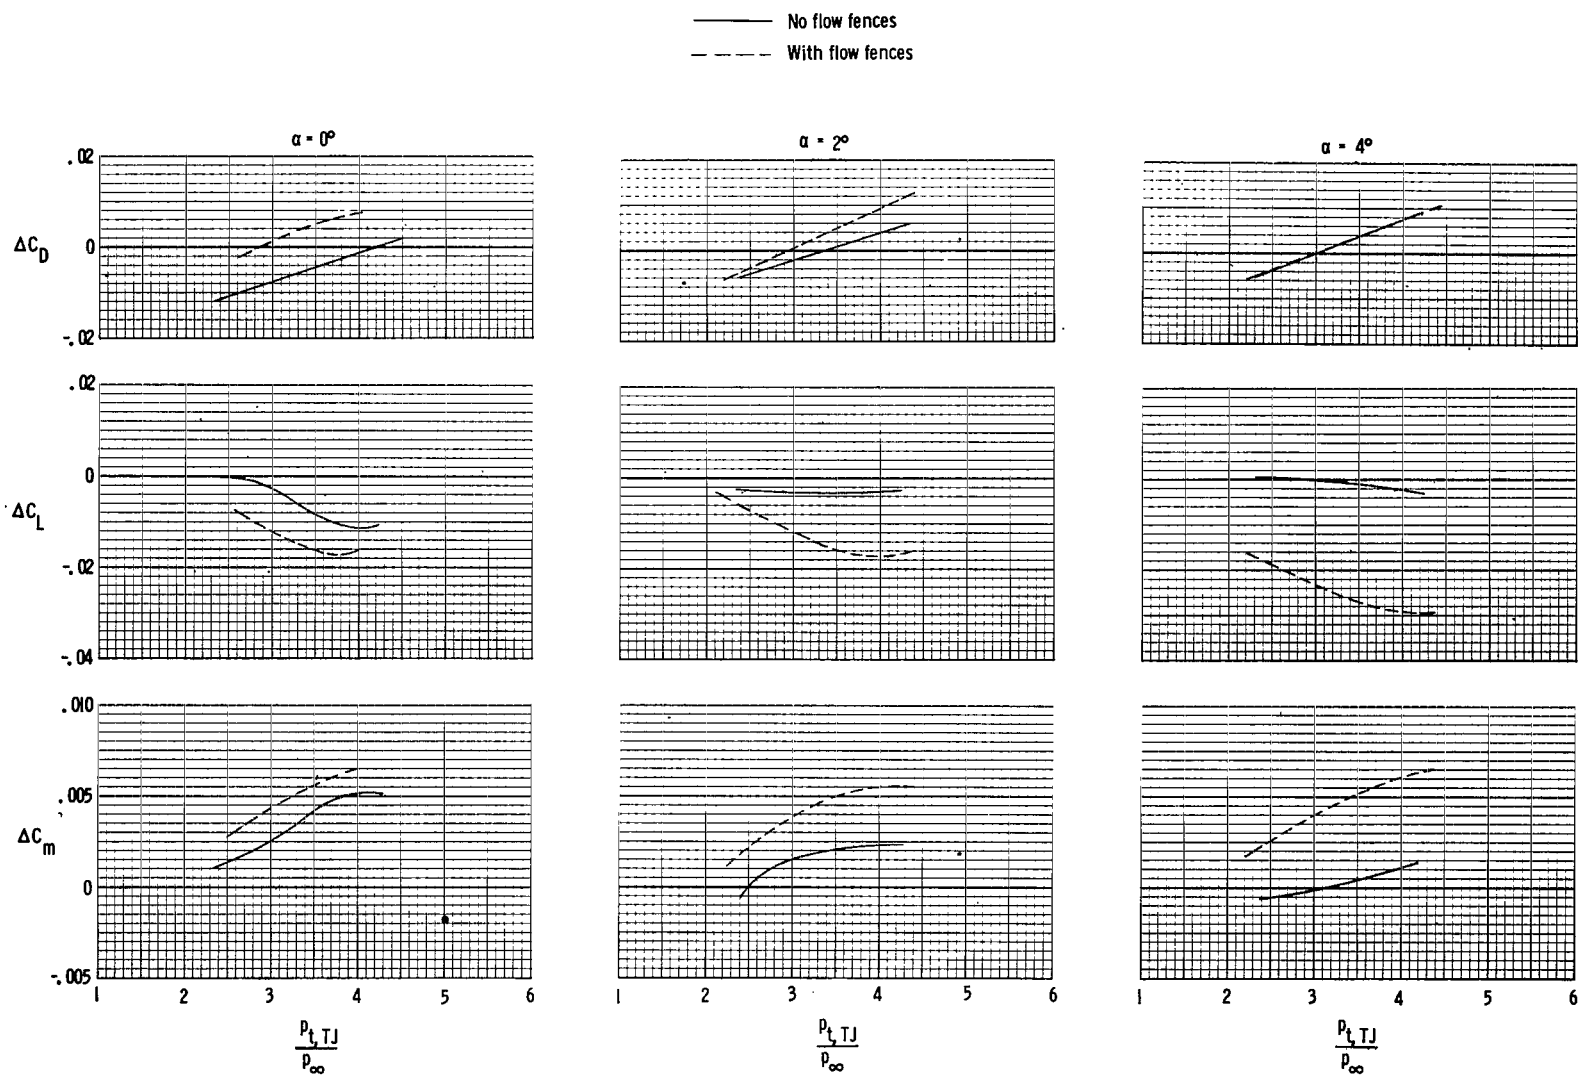 No flow fences
With flow fences
α = 0°
α = 2°
α = 4°
.02
ΔC_D
0
-.02
.02
0
ΔC_L
-.02
-.04
.010
.005
ΔC_m
0
-.005
1 2 3 4 5 6
1 2 3 4 5 6
1 2 3 4 5 6
p_t,TJ
p_∞
p_t,TJ
p_∞
p_t,TJ
p_∞